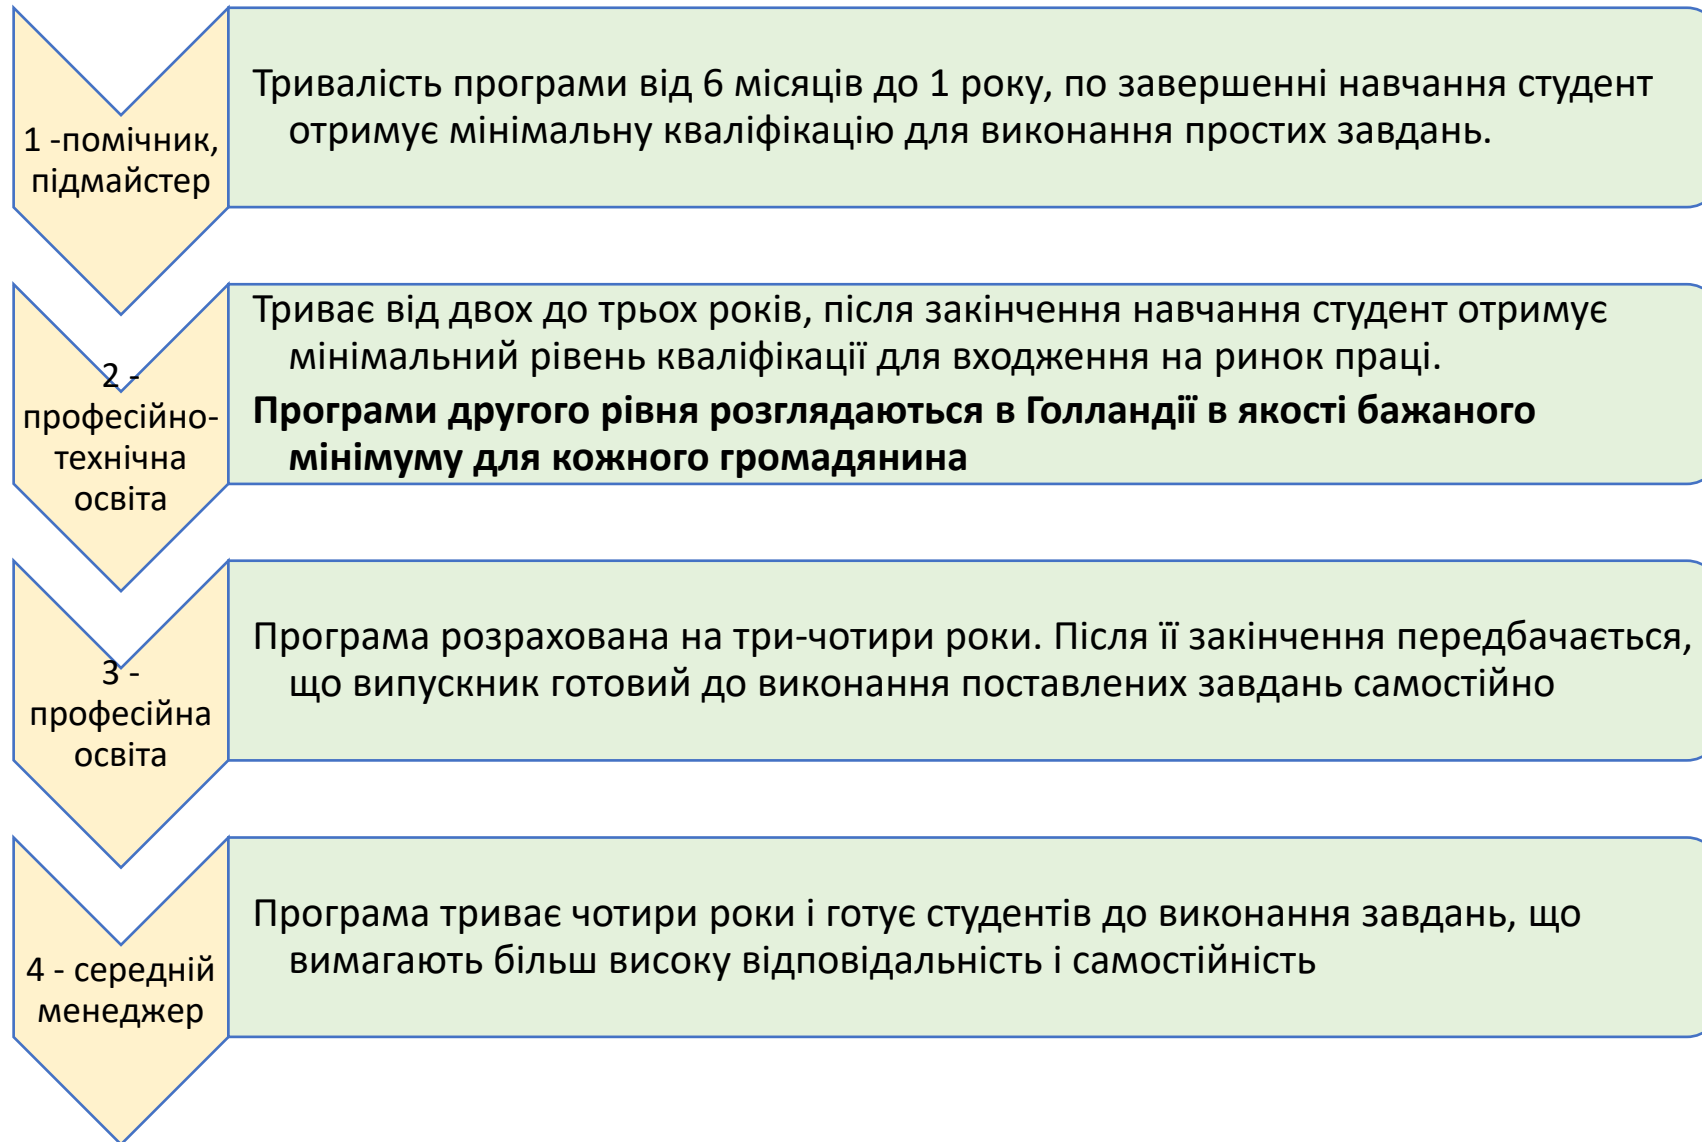 1 -помічник,
підмайстер
Тривалість програми від 6 місяців до 1 року, по завершенні навчання студент
отримує мінімальну кваліфікацію для виконання простих завдань.
2 -
професійно-
технічна
освіта
Триває від двох до трьох років, після закінчення навчання студент отримує
мінімальний рівень кваліфікації для входження на ринок праці.
Програми другого рівня розглядаються в Голландії в якості бажаного
мінімуму для кожного громадянина
3 -
професійна
освіта
Програма розрахована на три-чотири роки. Після її закінчення передбачається,
що випускник готовий до виконання поставлених завдань самостійно
4 - середній
менеджер
Програма триває чотири роки і готує студентів до виконання завдань, що
вимагають більш високу відповідальність і самостійність